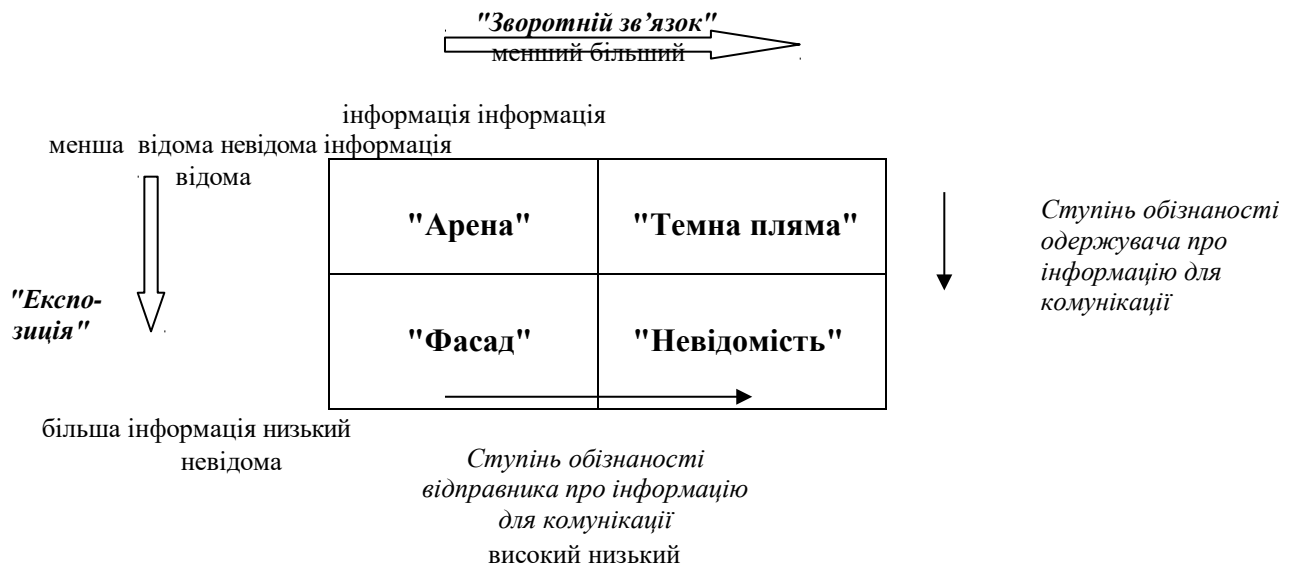 "Зворотній зв’язок"
менший більший
інформація інформація
менша відома невідома інформація
відома
"Арена" "Темна пляма"
Ступінь обізнаності
одержувача про
інформацію для
комунікації
"Експо-
зиція"
"Фасад" "Невідомість"
більша інформація низький
невідома
Ступінь обізнаності
відправника про інформацію
для комунікації
високий низький